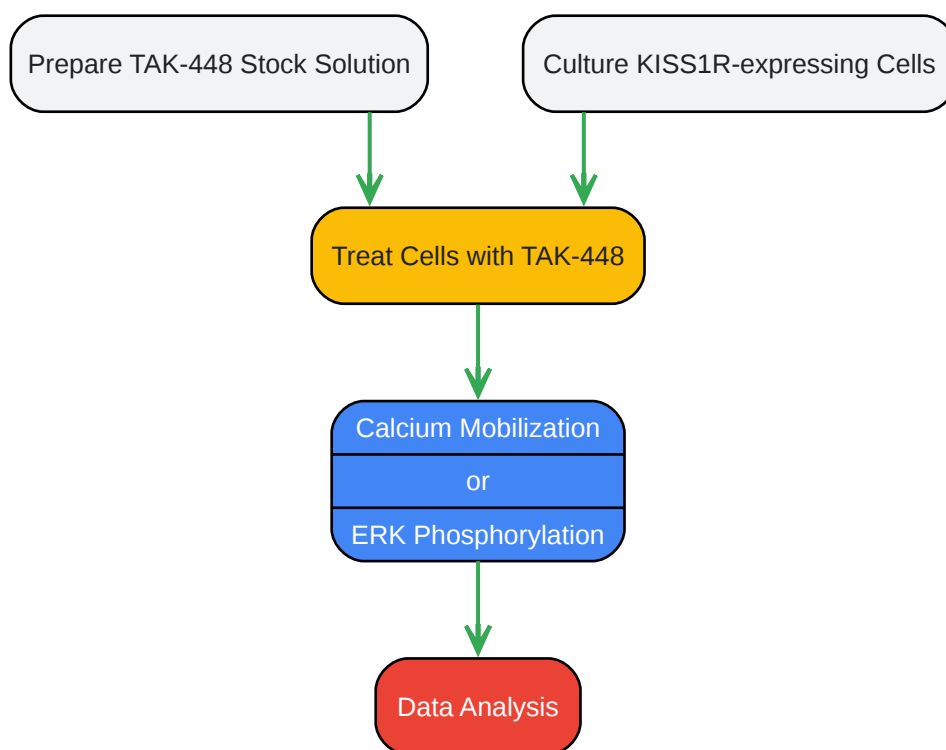 Prepare TAK-448 Stock Solution
Culture KISS1R-expressing Cells
Treat Cells with TAK-448
Calcium Mobilization
or
ERK Phosphorylation
Data Analysis